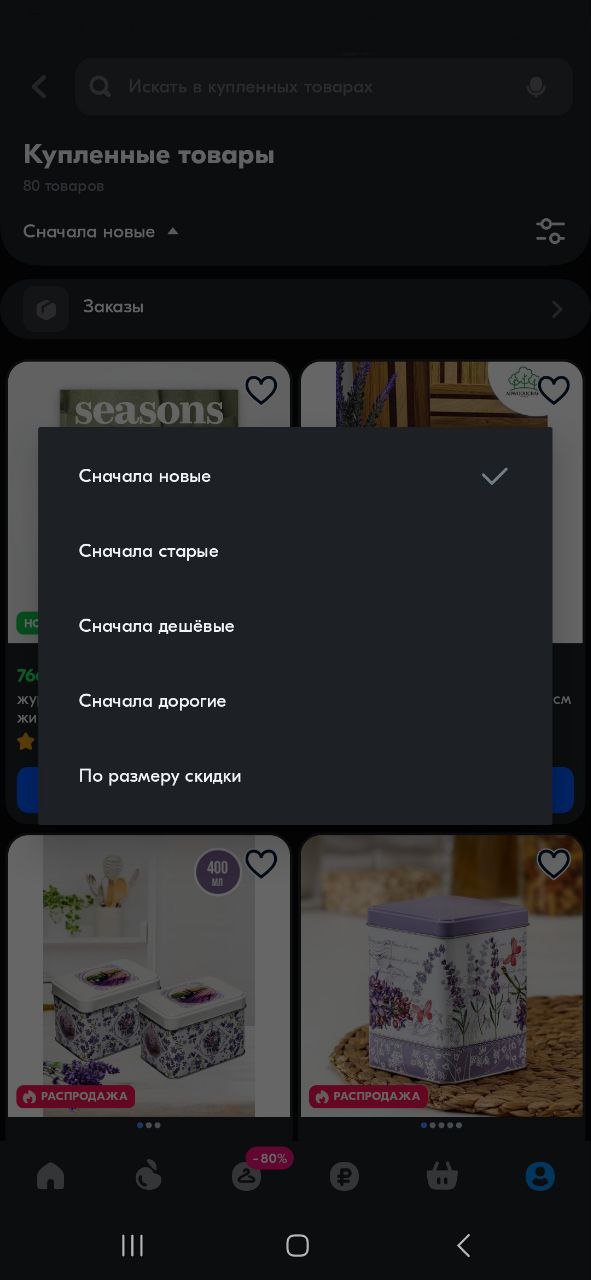 Искать в купленных товарах
Купленные товары
80 товаров
Сначала новые
Заказы
seasons
Сначала новые
Сначала старые
Сначала дешёвые
Сначала дорогие
По размеру скидки
см
400
МЛ
РАСПРОДАЖА
РАСПРОДАЖА
-80%